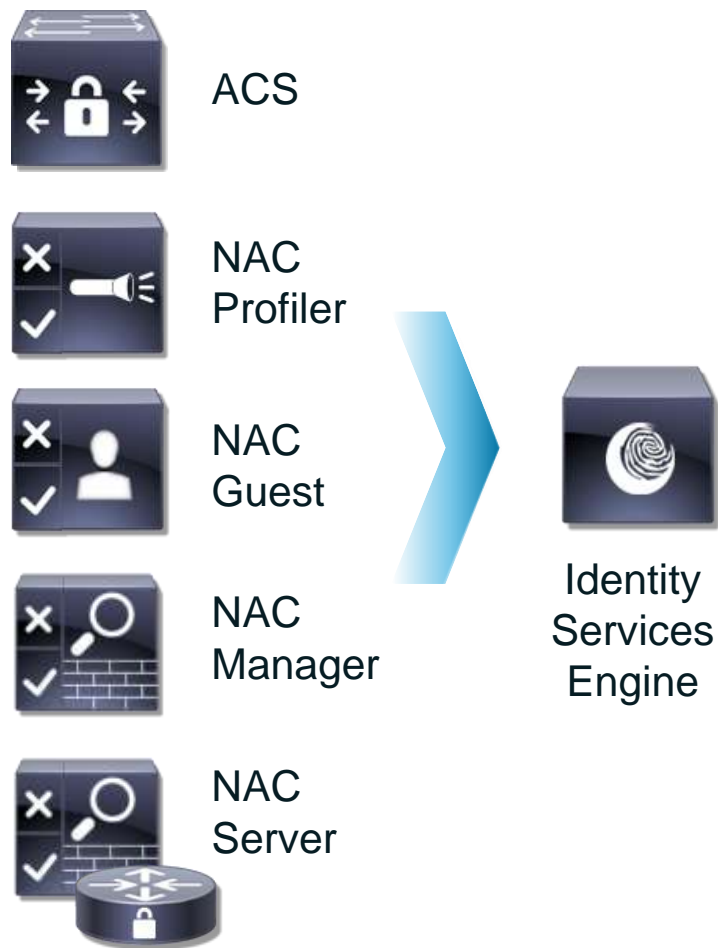 ACS
NAC
Profiler
NAC
Guest
NAC
Manager
NAC
Server
Identity
Services
Engine